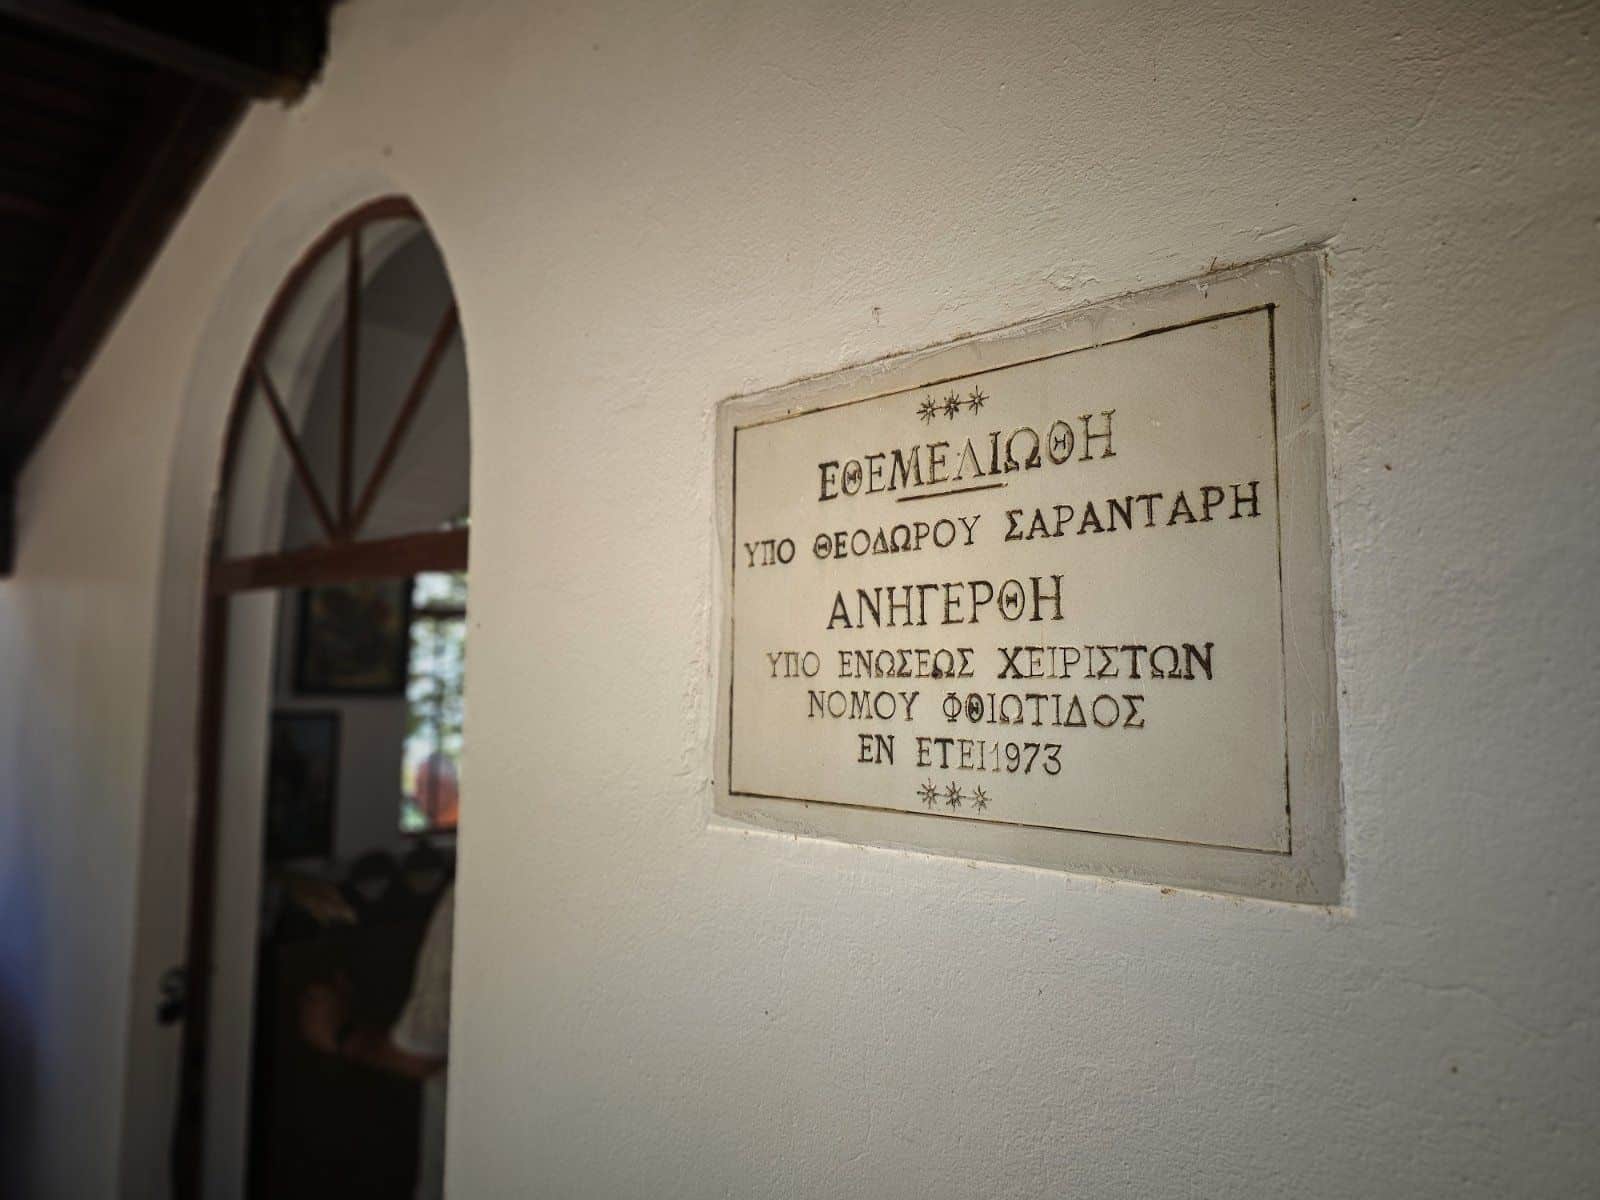 ΕΘΕΜΕΛΙΩΘΗ
ΥΠΟ ΘΕΟΔΩΡΟΥ ΣΑΡΑΝΤΑΡΗ
ΑΝΗΓΕΡΘΗ
ΥΠΟ ΕΝΩΣΕΩΣ ΧΕΙΡΙΣΤΩΝ
ΝΟΜΟΥ ΦΘΙΩΤΙΔΟΣ
ΕΝ ΕΤΕΙ 1973